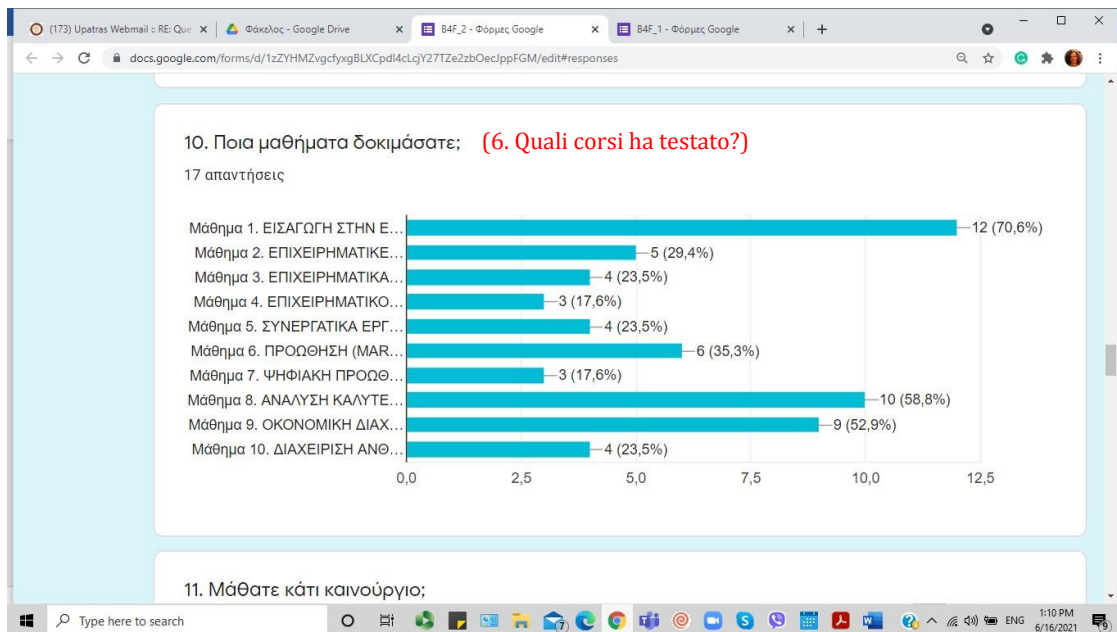 (173) Upatras Webmail :: RE: Que
Φάκελος - Google Drive
B4F_2 - Φόρμες Google
B4F_1 - Φόρμες Google
docs.google.com/forms/d/1zZYHMZvgcfyxgBLXCpdl4cLcjY27TZe2zbOecJppFGM/edit#responses
10. Ποια μαθήματα δοκιμάσατε; (6. Quali corsi ha testato?)
17 απαντήσεις
Μάθημα 1. ΕΙΣΑΓΩΓΗ ΣΤΗΝ Ε... 12 (70,6%)
Μάθημα 2. ΕΠΙΧΕΙΡΗΜΑΤΙΚΕ... 5 (29,4%)
Μάθημα 3. ΕΠΙΧΕΙΡΗΜΑΤΙΚΑ... 4 (23,5%)
Μάθημα 4. ΕΠΙΧΕΙΡΗΜΑΤΙΚΟ... 3 (17,6%)
Μάθημα 5. ΣΥΝΕΡΓΑΤΙΚΑ ΕΡΓ... 4 (23,5%)
Μάθημα 6. ΠΡΟΩΘΗΣΗ (MAR... 6 (35,3%)
Μάθημα 7. ΨΗΦΙΑΚΗ ΠΡΟΩΘ... 3 (17,6%)
Μάθημα 8. ΑΝΑΛΥΣΗ ΚΑΛΥΤΕ... 10 (58,8%)
Μάθημα 9. ΟΚΟΝΟΜΙΚΗ ΔΙΑΧ... 9 (52,9%)
Μάθημα 10. ΔΙΑΧΕΙΡΙΣΗ ΑΝΘ... 4 (23,5%)
0,0 2,5 5,0 7,5 10,0 12,5
11. Μάθατε κάτι καινούργιο;
Type here to search
ENG
1:10 PM
6/16/2021